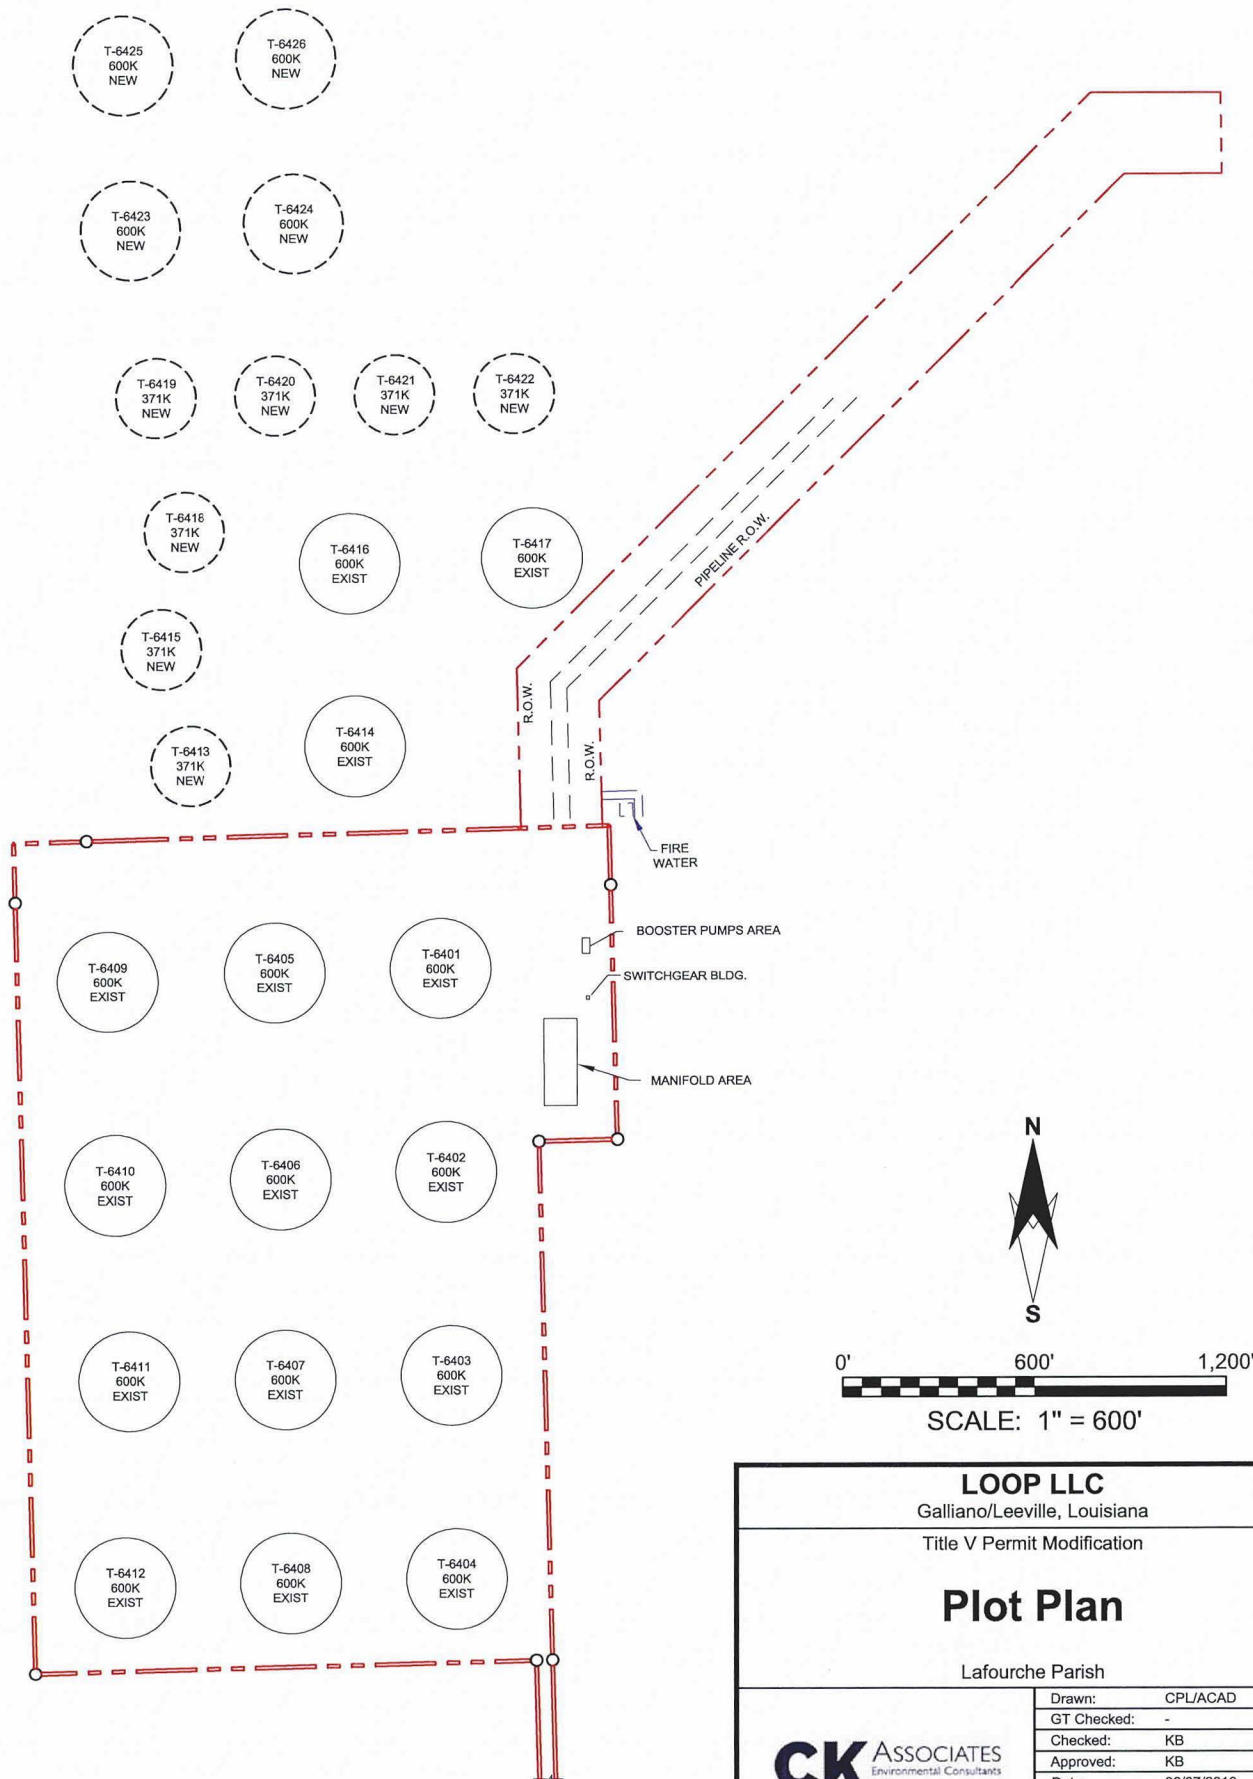 T-6425
600K
NEW
T-6426
600K
NEW
T-6423
600K
NEW
T-6424
600K
NEW
T-6419
371K
NEW
T-6420
371K
NEW
T-6421
371K
NEW
T-6422
371K
NEW
T-6418
371K
NEW
T-6416
600K
EXIST
T-6417
600K
EXIST
PIPELINE R.O.W.
T-6415
371K
NEW
T-6414
600K
EXIST
R.O.W.
R.O.W.
T-6413
371K
NEW
FIRE
WATER
T-6409
600K
EXIST
T-6405
600K
EXIST
T-6401
600K
EXIST
BOOSTER PUMPS AREA
SWITCHGEAR BLDG.
MANIFOLD AREA
T-6410
600K
EXIST
T-6406
600K
EXIST
T-6402
600K
EXIST
N
S
T-6411
600K
EXIST
T-6407
600K
EXIST
T-6403
600K
EXIST
0' 600' 1,200'
SCALE: 1" = 600'
T-6412
600K
EXIST
T-6408
600K
EXIST
T-6404
600K
EXIST
LOOP LLC
Galliano/Leeville, Louisiana
Title V Permit Modification
Plot Plan
Lafourche Parish
CK ASSOCIATES
Environmental Consultants
Drawn: CPL/ACAD
GT Checked: -
Checked: KB
Approved: KB